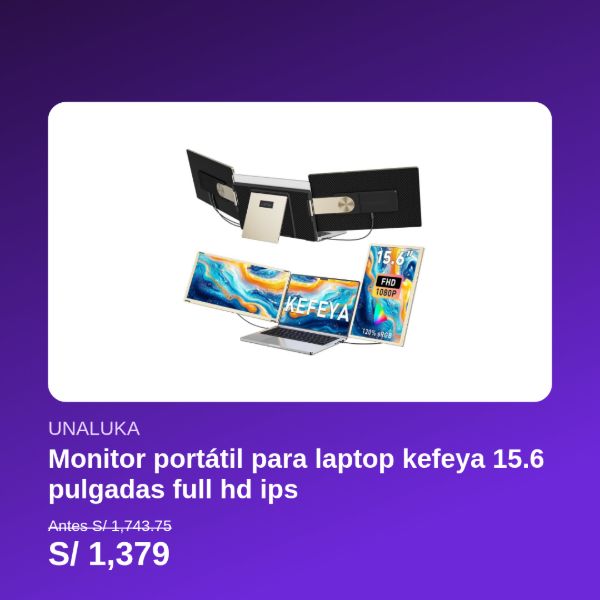 15.6"
FHD
1080P
KEFEYA
120% sRGB
UNALUKA
Monitor portátil para laptop kefeya 15.6
pulgadas full hd ips
Antes S/ 1,743.75
S/ 1,379